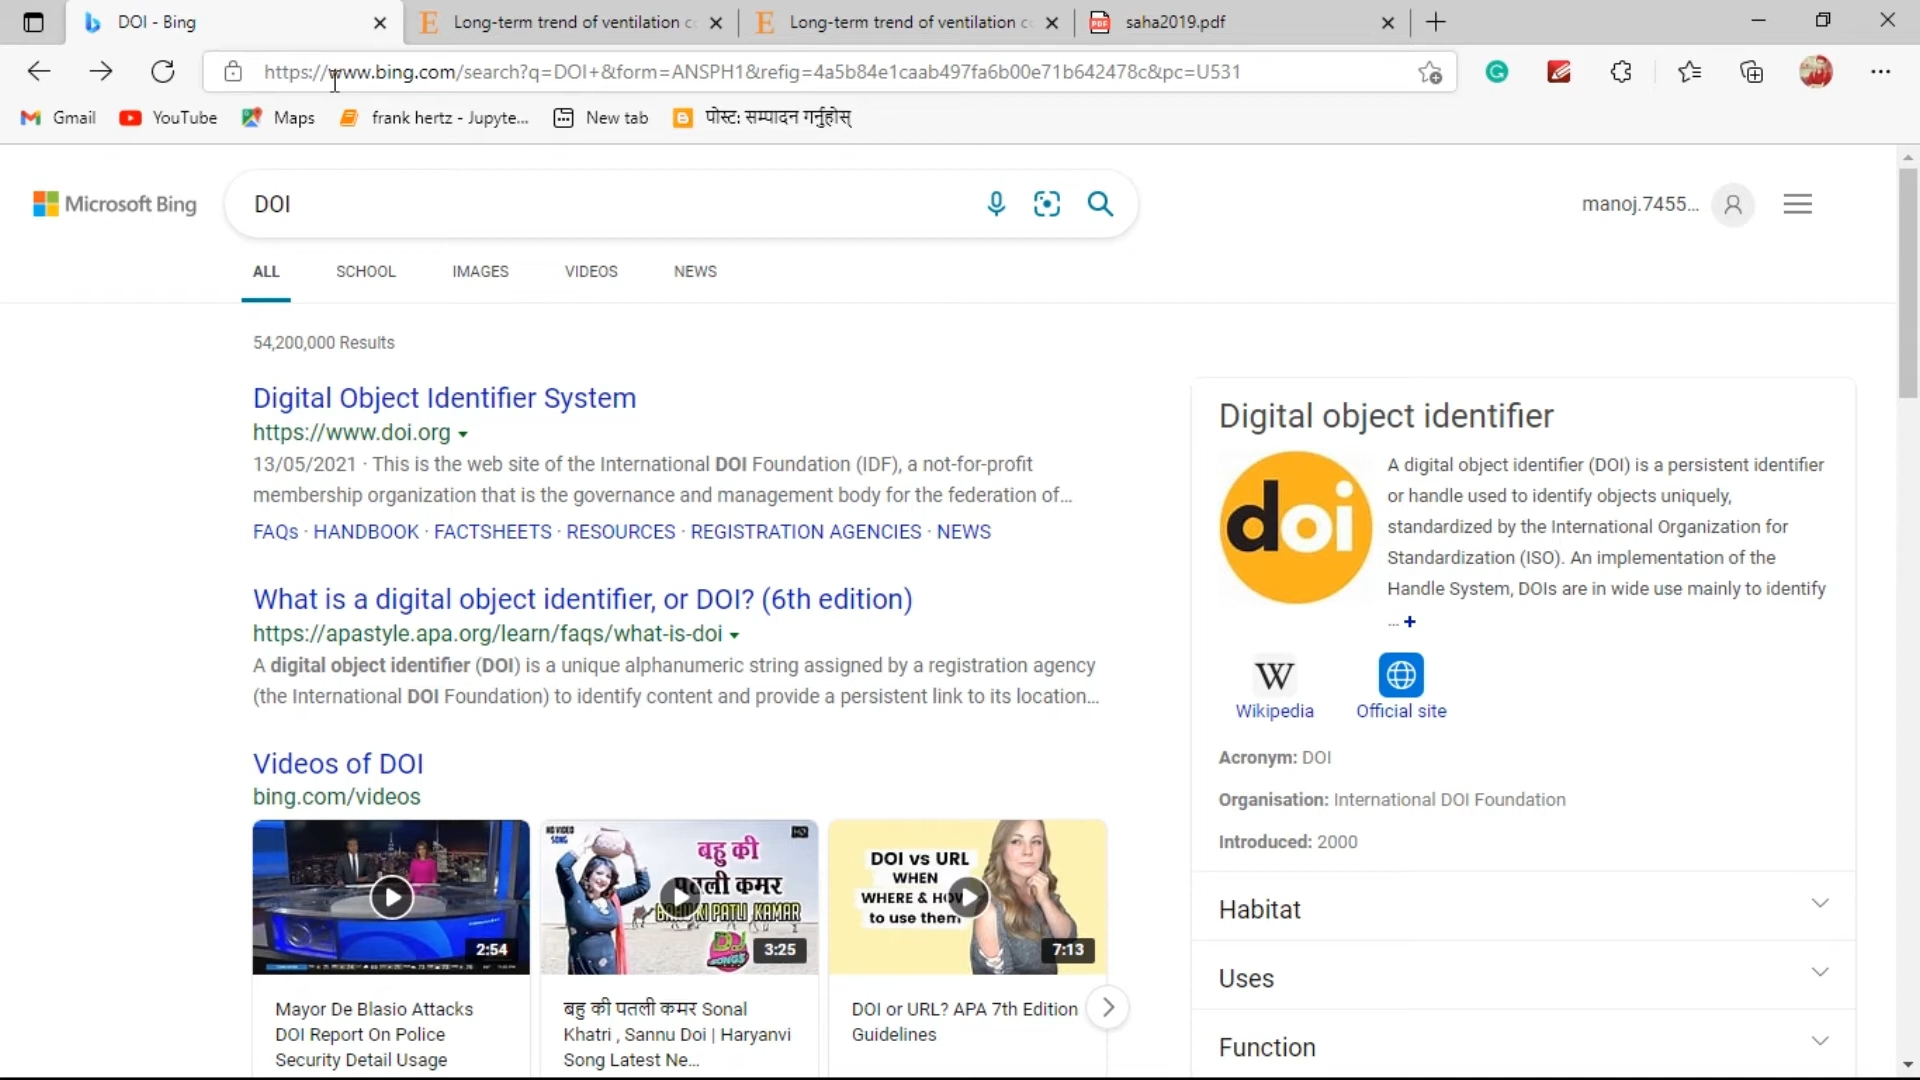 DOI - Bing
Long-term trend of ventilation c
Long-term trend of ventilation c
saha2019.pdf
https://www.bing.com/search?q=DOI+&form=ANSPH1&refig=4a5b84e1caab497fa6b00e71b642478c&pc=U531
Gmail
YouTube
Maps
frank hertz - Jupyte...
New tab
पोस्ट: सम्पादन गर्नुहोस्
Microsoft Bing
DOI
manoj.7455...
ALL
SCHOOL
IMAGES
VIDEOS
NEWS
54,200,000 Results
Digital Object Identifier System
https://www.doi.org
13/05/2021 · This is the web site of the International DOI Foundation (IDF), a not-for-profit
membership organization that is the governance and management body for the federation of...
FAQs · HANDBOOK · FACTSHEETS · RESOURCES · REGISTRATION AGENCIES · NEWS
What is a digital object identifier, or DOI? (6th edition)
https://apastyle.apa.org/learn/faqs/what-is-doi
A digital object identifier (DOI) is a unique alphanumeric string assigned by a registration agency
(the International DOI Foundation) to identify content and provide a persistent link to its location...
Videos of DOI
bing.com/videos
2:54
Mayor De Blasio Attacks
DOI Report On Police
Security Detail Usage
HD VIDEO
SONG
HQ
बहु की
पतली कमर
BAHU KI PATLI KAMAR
SONGS
3:25
बहु की पतली कमर Sonal
Khatri , Sannu Doi | Haryanvi
Song Latest Ne...
DOI vs URL
WHEN
WHERE & HOW
to use them
7:13
DOI or URL? APA 7th Edition
Guidelines
Digital object identifier
doi
A digital object identifier (DOI) is a persistent identifier
or handle used to identify objects uniquely,
standardized by the International Organization for
Standardization (ISO). An implementation of the
Handle System, DOIs are in wide use mainly to identify
... +
W
Wikipedia
Official site
Acronym: DOI
Organisation: International DOI Foundation
Introduced: 2000
Habitat
Uses
Function